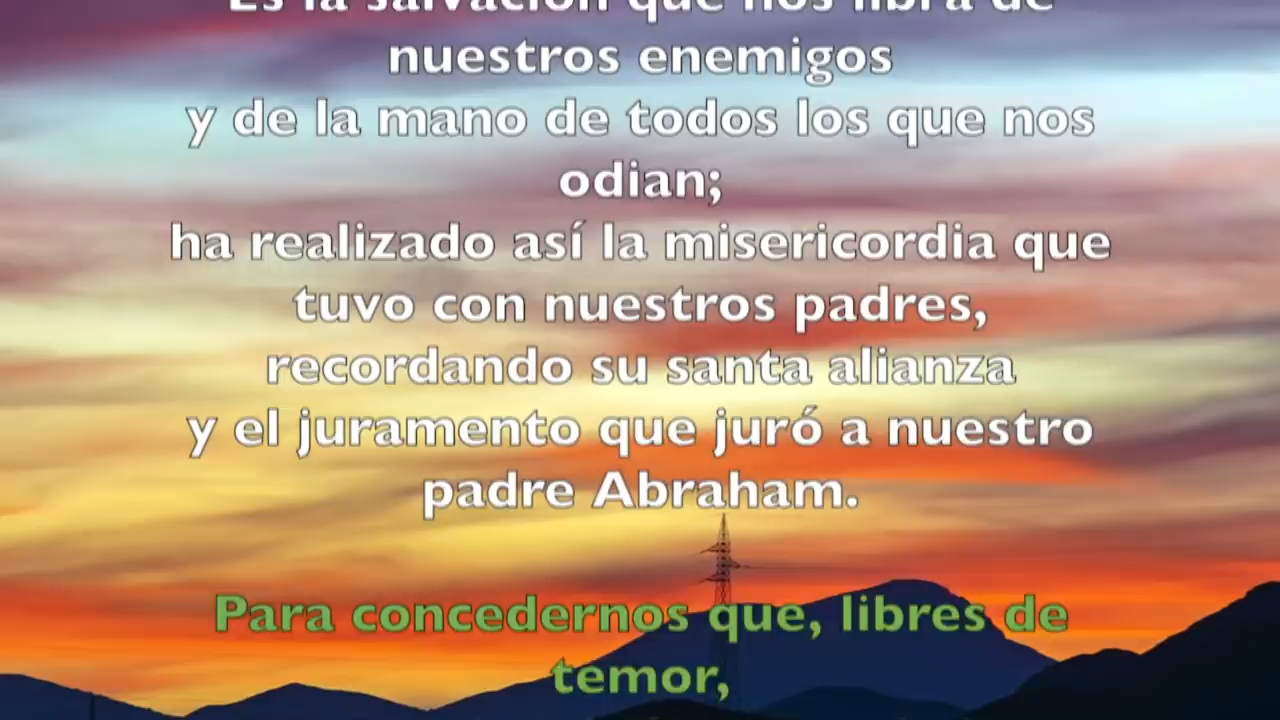 Es la salvación que nos libra de
nuestros enemigos
y de la mano de todos los que nos
odian;
ha realizado así la misericordia que
tuvo con nuestros padres,
recordando su santa alianza
y el juramento que juró a nuestro
padre Abraham.
Para concedernos que, libres de
temor,